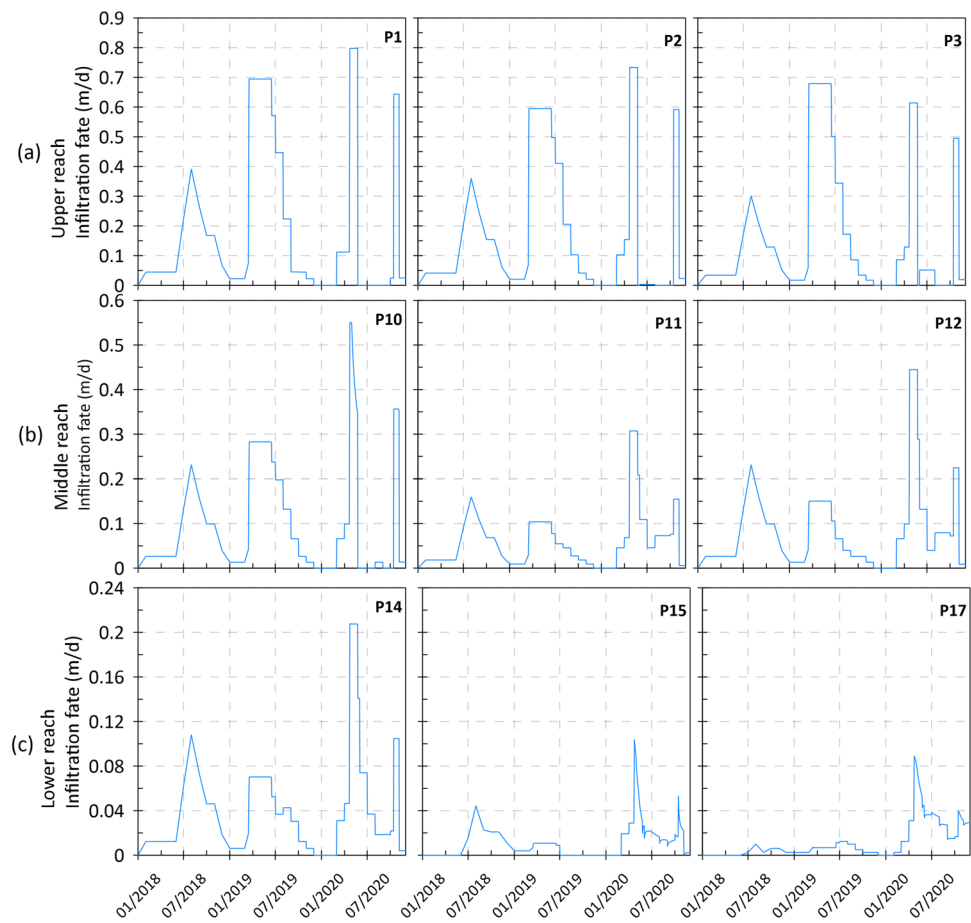 (a)
Upper reach
Infiltration fate (m/d)
0.9
0.8
0.7
0.6
0.5
0.4
0.3
0.2
0.1
0
P1
P2
P3
(b)
Middle reach
Infiltration fate (m/d)
0.6
0.5
0.4
0.3
0.2
0.1
0
P10
P11
P12
(c)
Lower reach
Infiltration fate (m/d)
0.24
0.2
0.16
0.12
0.08
0.04
0
P14
P15
P17
01/2018 07/2018 01/2019 07/2019 01/2020 07/2020
01/2018 07/2018 01/2019 07/2019 01/2020 07/2020
01/2018 07/2018 01/2019 07/2019 01/2020 07/2020